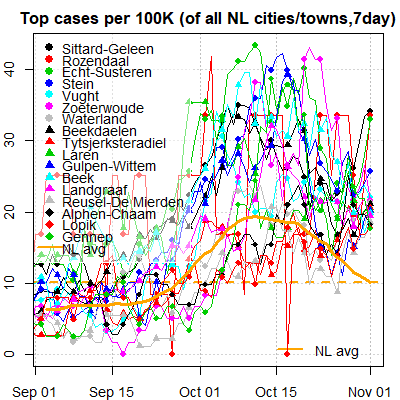 Top cases per 100K (of all NL cities/towns,7day)
Sittard-Geleen
Rozendaal
Echt-Susteren
Stein
Vught
Zoeterwoude
Waterland
Beekdaelen
Tytsjerksteradiel
Laren
Gulpen-Wittem
Beek
Landgraaf
Reusel-De Mierden
Alphen-Chaam
Lopik
Gennep
NL avg
NL avg
40
30
20
10
0
Sep 01
Sep 15
Oct 01
Oct 15
Nov 01